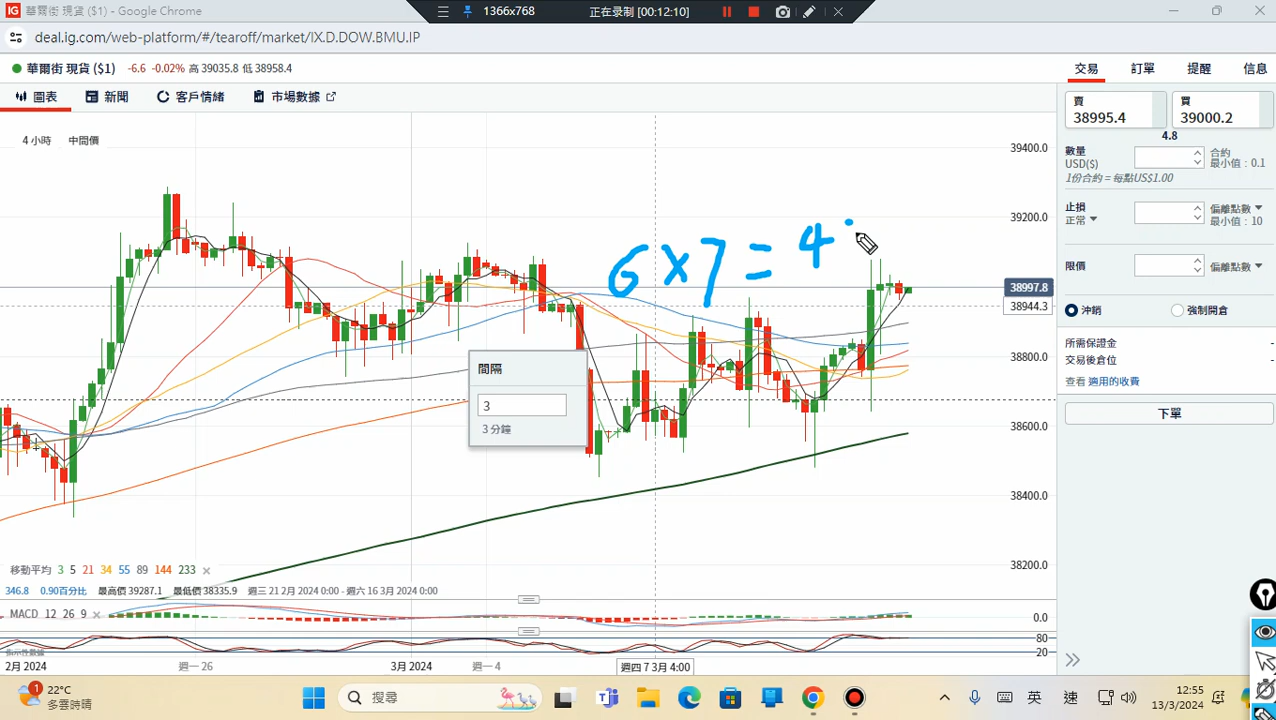 華爾街 現貨 ($1) - Google Chrome
1366x768 正在录制 [00:12:10]
deal.ig.com/web-platform/#/tearoff/market/IX.D.DOW.BMU.IP
華爾街 現貨 ($1) -6.6 -0.02% 高 39035.8 低 38958.4
交易 訂單 提醒 信息
圖表 新聞 客戶情緒 市場數據
4 小時 中間價
賣 38995.4
買 39000.2
4.8
數量
USD($)
合約
最小值 : 0.1
1份合約 = 每點US$1.00
止損
正常
偏離點數
最小值 : 10
限價
偏離點數
沖銷 強制開倉
所需保證金 -
交易後倉位 -
查看 適用的收費
下單
39400.0
39200.0
38997.8
38944.3
38800.0
38600.0
38400.0
38200.0
6 x 7 = 4
間隔
3
3 分鐘
移動平均 3 5 21 34 55 89 144 233
346.8 0.90百分比 最高價 39287.1 最低價 38335.9 週三 21 2月 2024 0:00 - 週六 16 3月 2024 0:00
MACD 12 26 9
0.0
80
20
2月 2024 週一 26 3月 2024 週一 4 週四 7 3月 4:00
1
22°C
多雲時晴
搜尋
英 速
12:55
13/3/2024